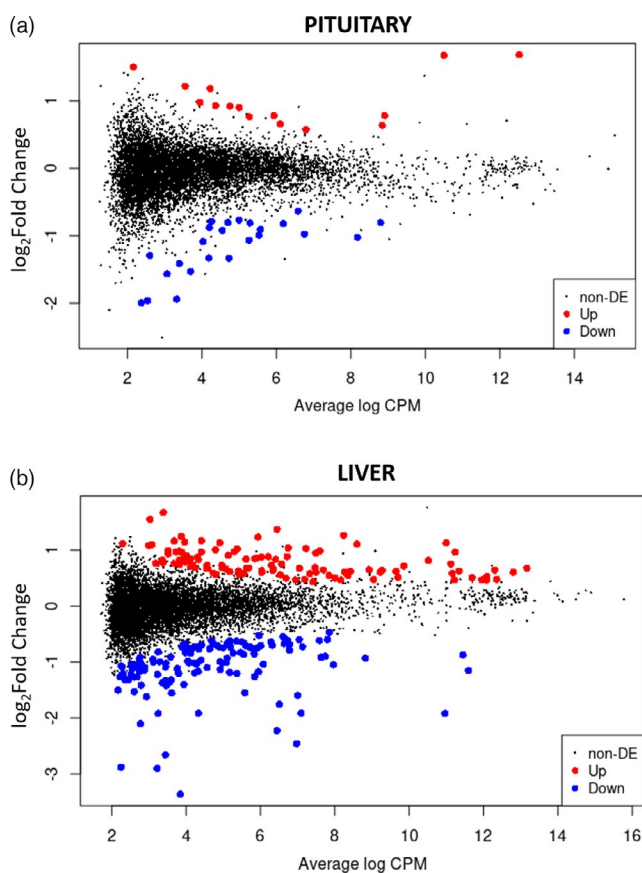 (a)
PITUITARY
log2Fold Change
1
0
-1
-2
non-DE
Up
Down
2 4 6 8 10 12 14
Average log CPM
(b)
LIVER
log2Fold Change
1
0
-1
-2
-3
non-DE
Up
Down
2 4 6 8 10 12 14 16
Average log CPM